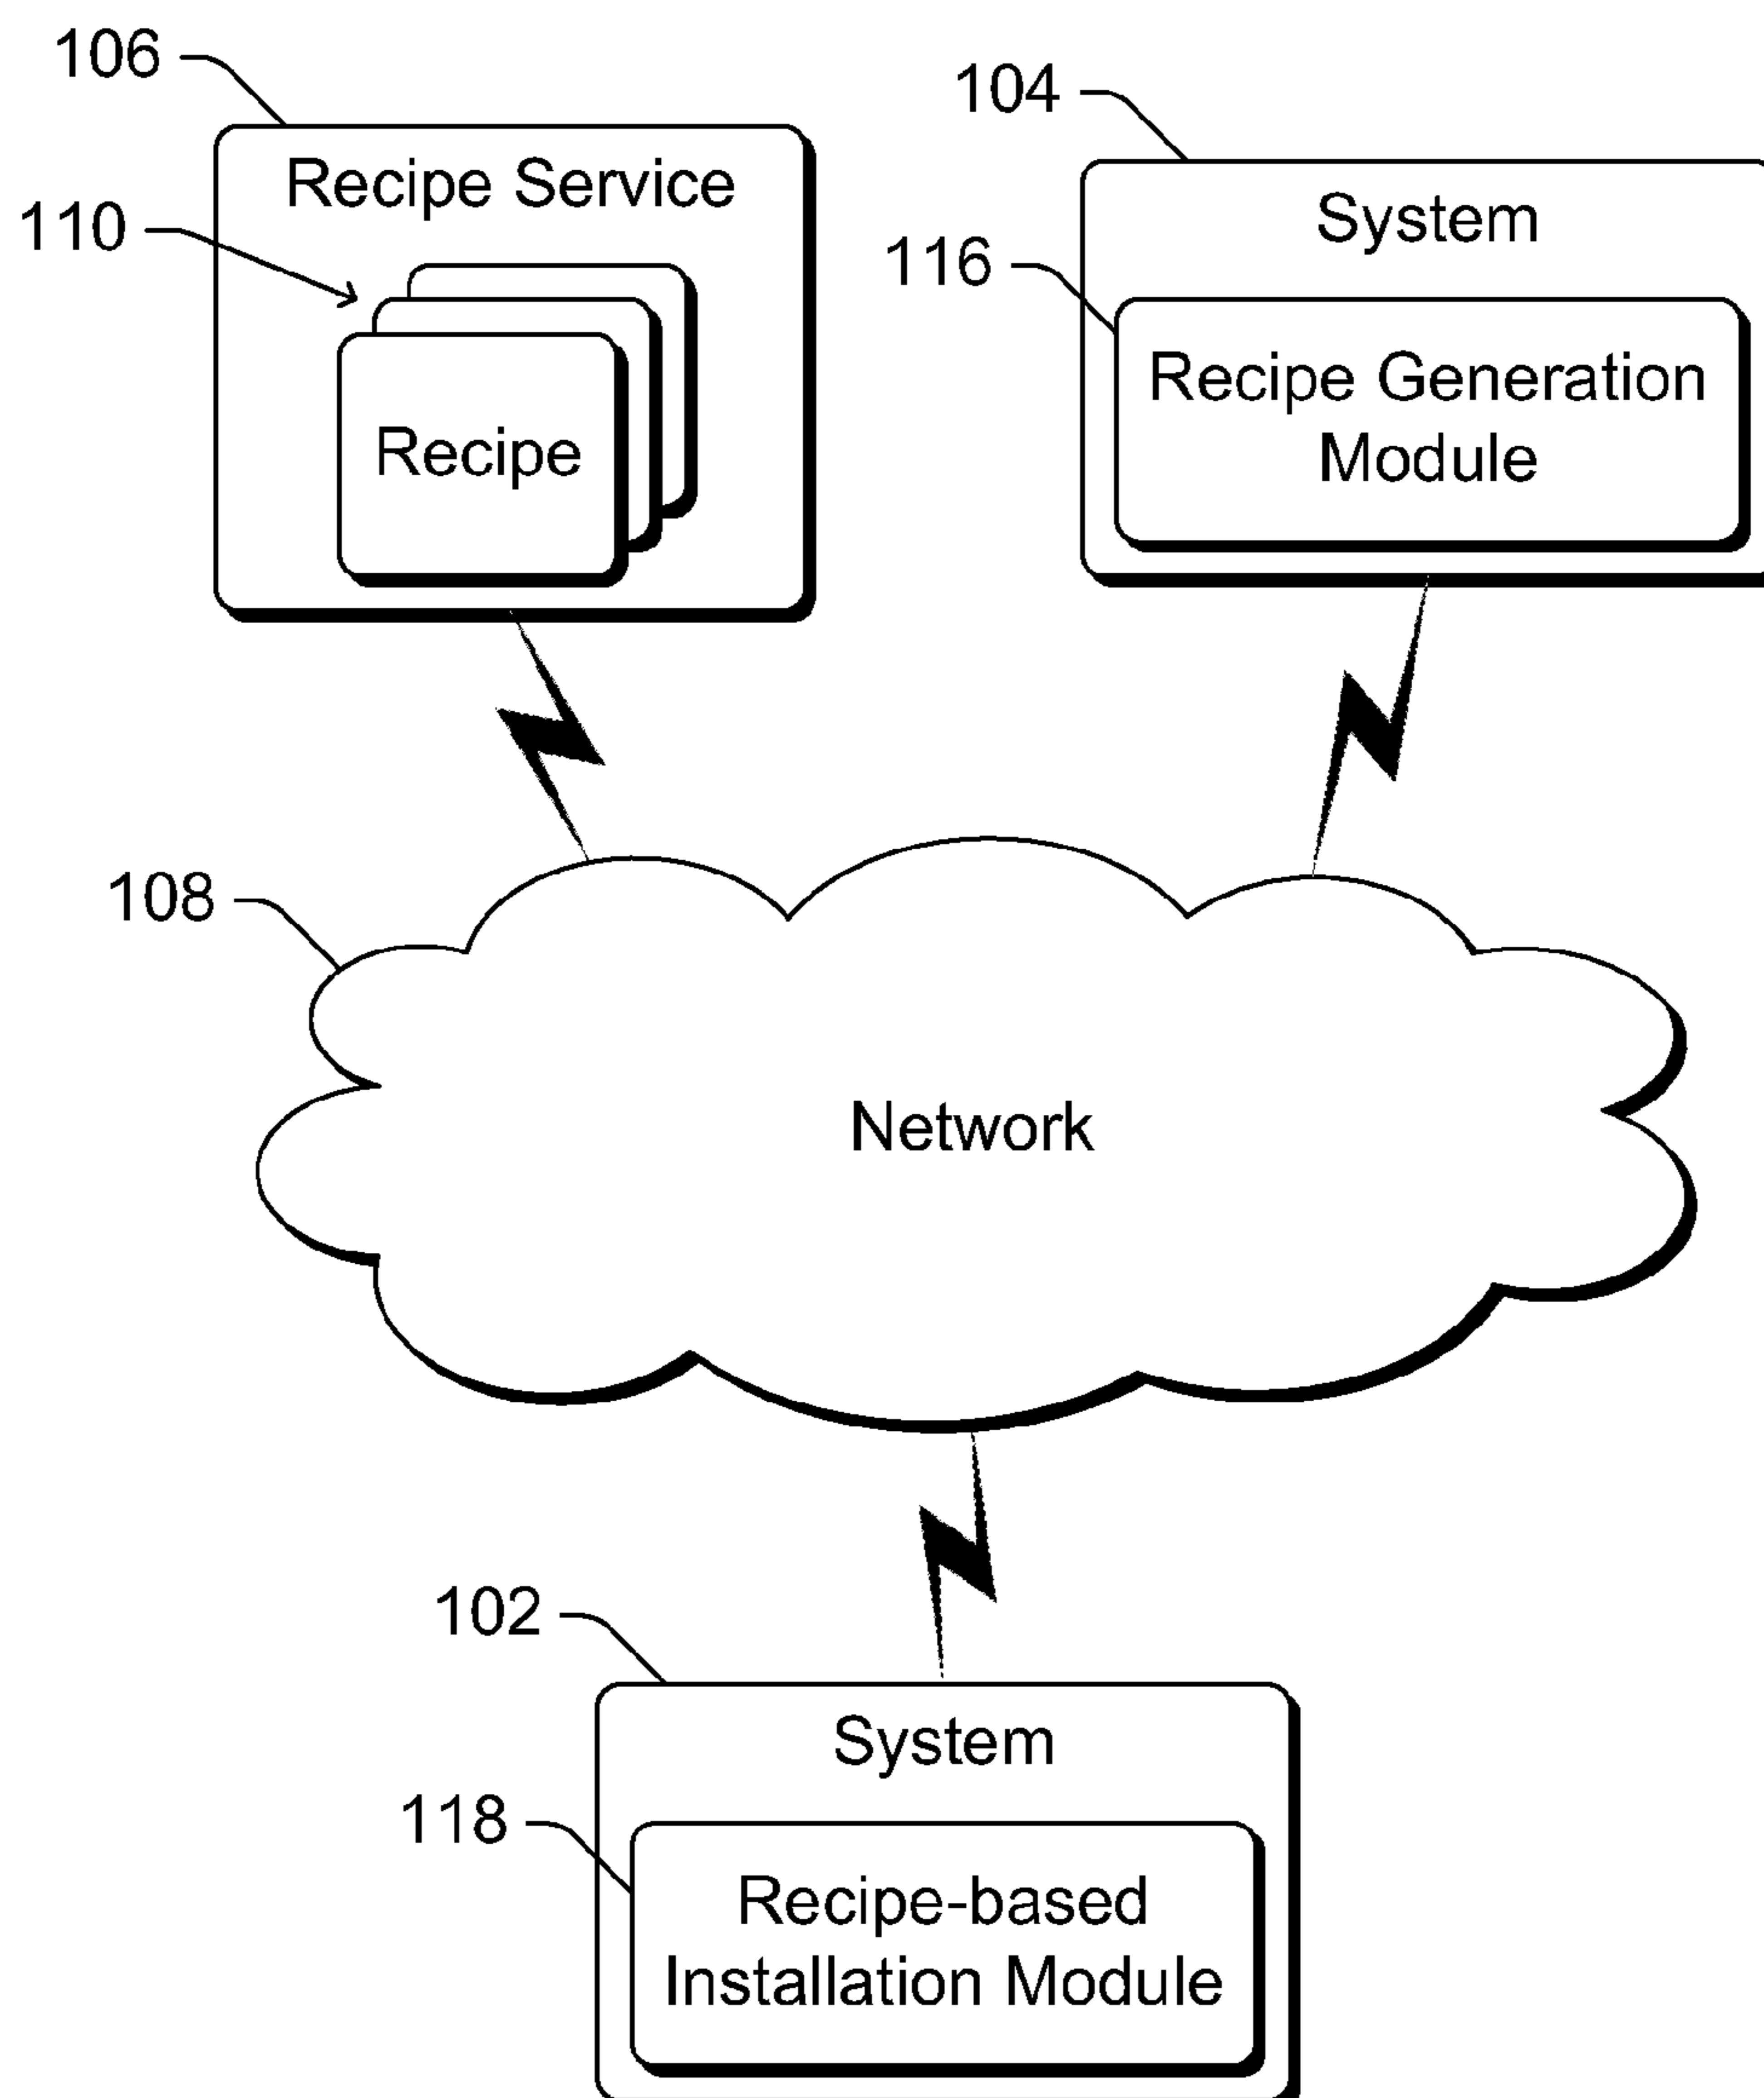 106
Recipe Service
110
Recipe
104
System
116
Recipe Generation
Module
108
Network
102
System
118
Recipe-based
Installation Module